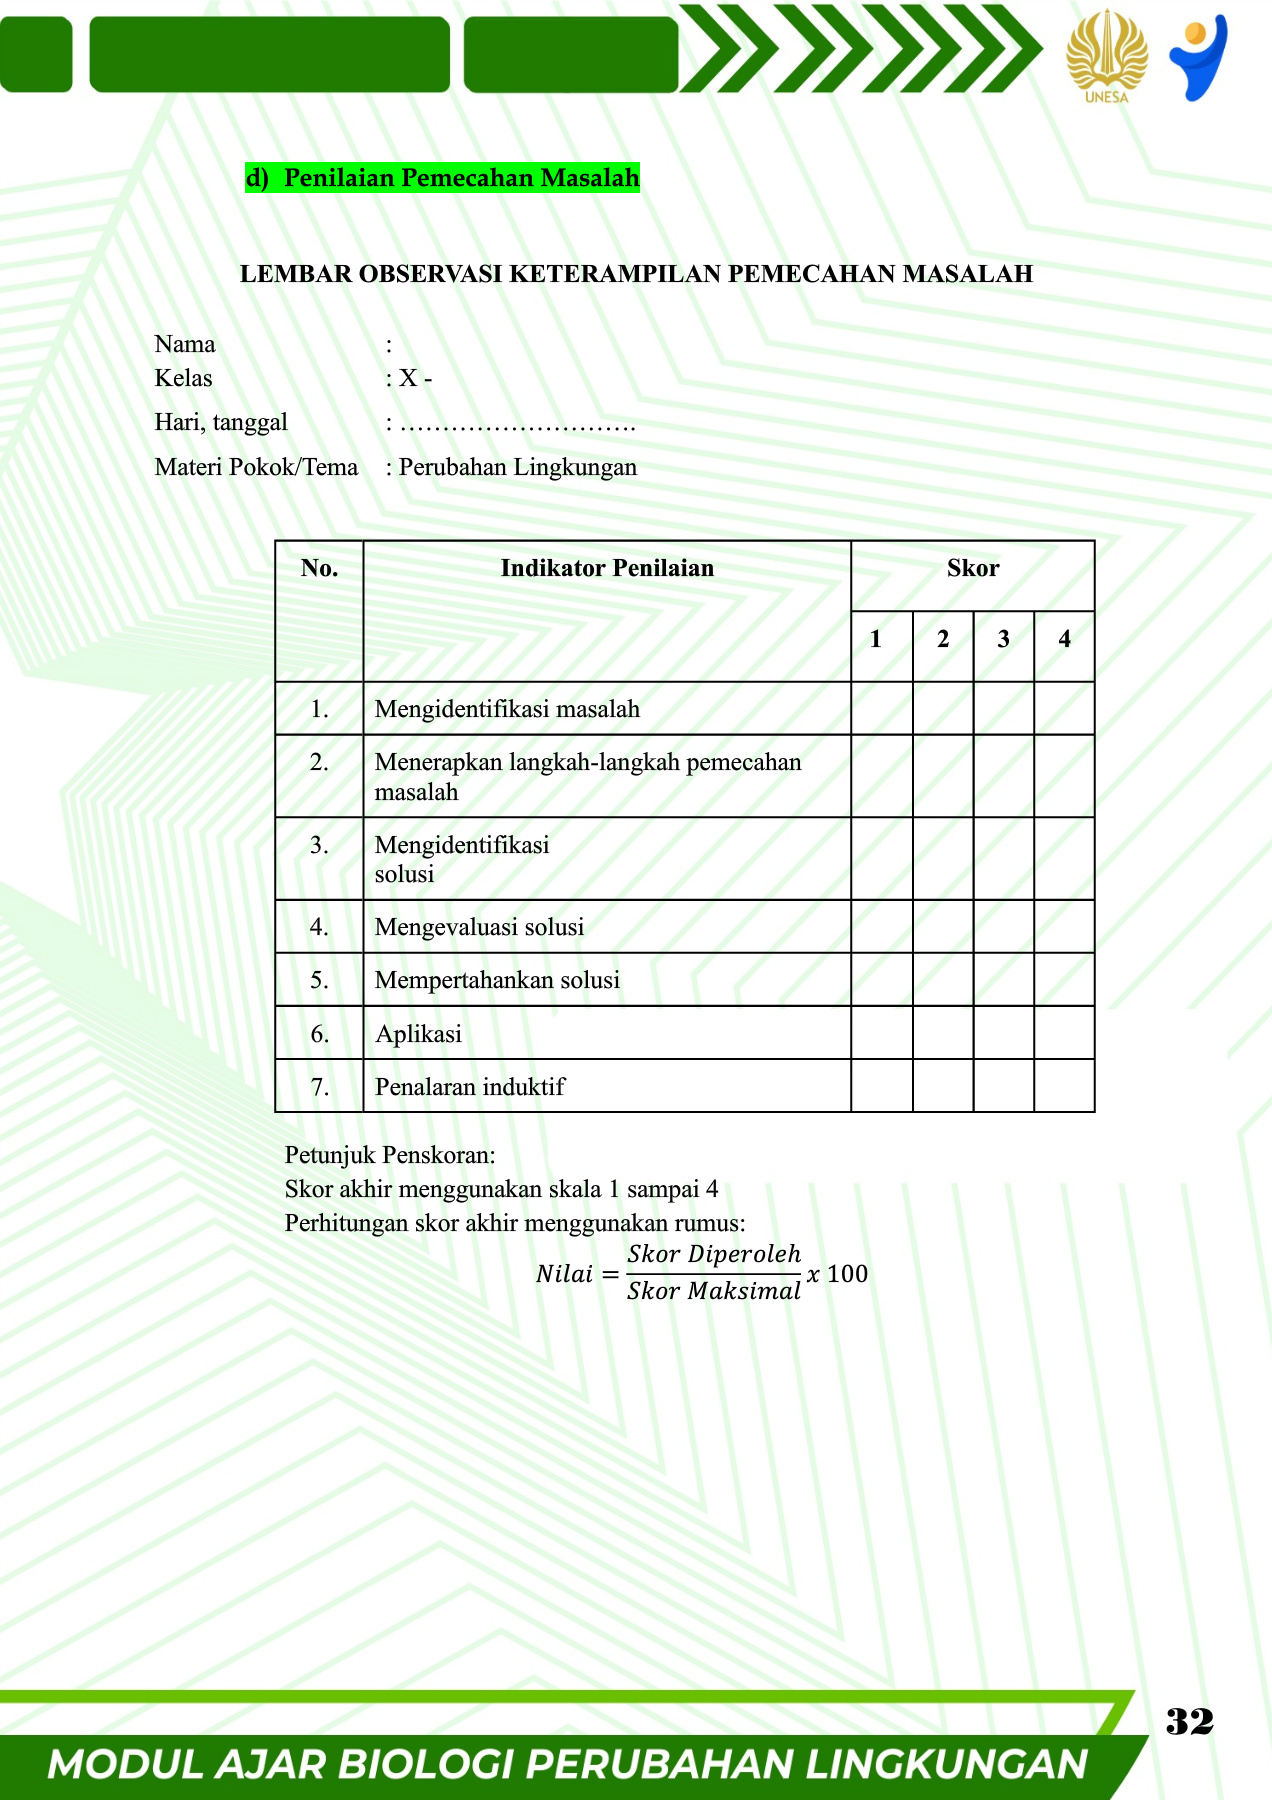 UNESA
d) Penilaian Pemecahan Masalah
LEMBAR OBSERVASI KETERAMPILAN PEMECAHAN MASALAH
Nama :
Kelas : X -
Hari, tanggal : ……………………….
Materi Pokok/Tema : Perubahan Lingkungan
No. Indikator Penilaian Skor
1 2 3 4
1. Mengidentifikasi masalah
2. Menerapkan langkah-langkah pemecahan
masalah
3. Mengidentifikasi
solusi
4. Mengevaluasi solusi
5. Mempertahankan solusi
6. Aplikasi
7. Penalaran induktif
Petunjuk Penskoran:
Skor akhir menggunakan skala 1 sampai 4
Perhitungan skor akhir menggunakan rumus:
Nilai = Skor Diperoleh / Skor Maksimal x 100
32
MODUL AJAR BIOLOGI PERUBAHAN LINGKUNGAN